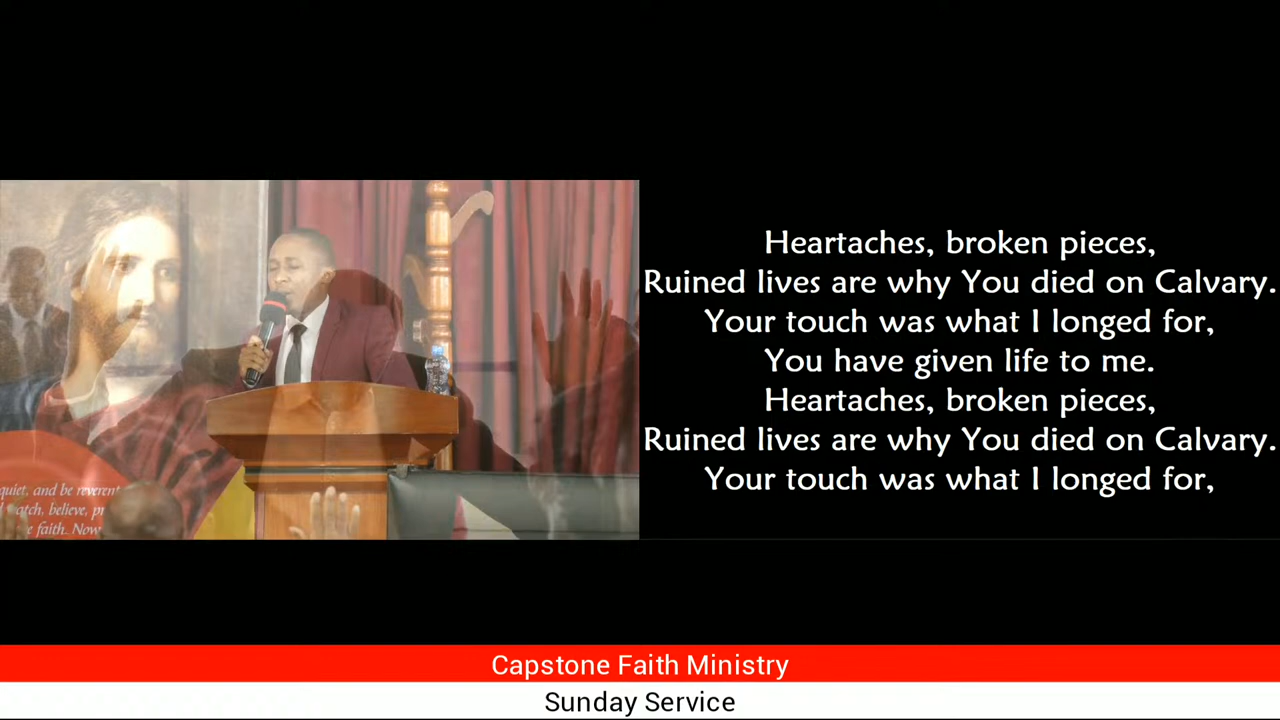 Heartaches, broken pieces,
Ruined lives are why You died on Calvary.
Your touch was what I longed for,
You have given life to me.
Heartaches, broken pieces,
Ruined lives are why You died on Calvary.
Your touch was what I longed for,
quiet, and be reverent
watch, believe,
faith. Now
Capstone Faith Ministry
Sunday Service